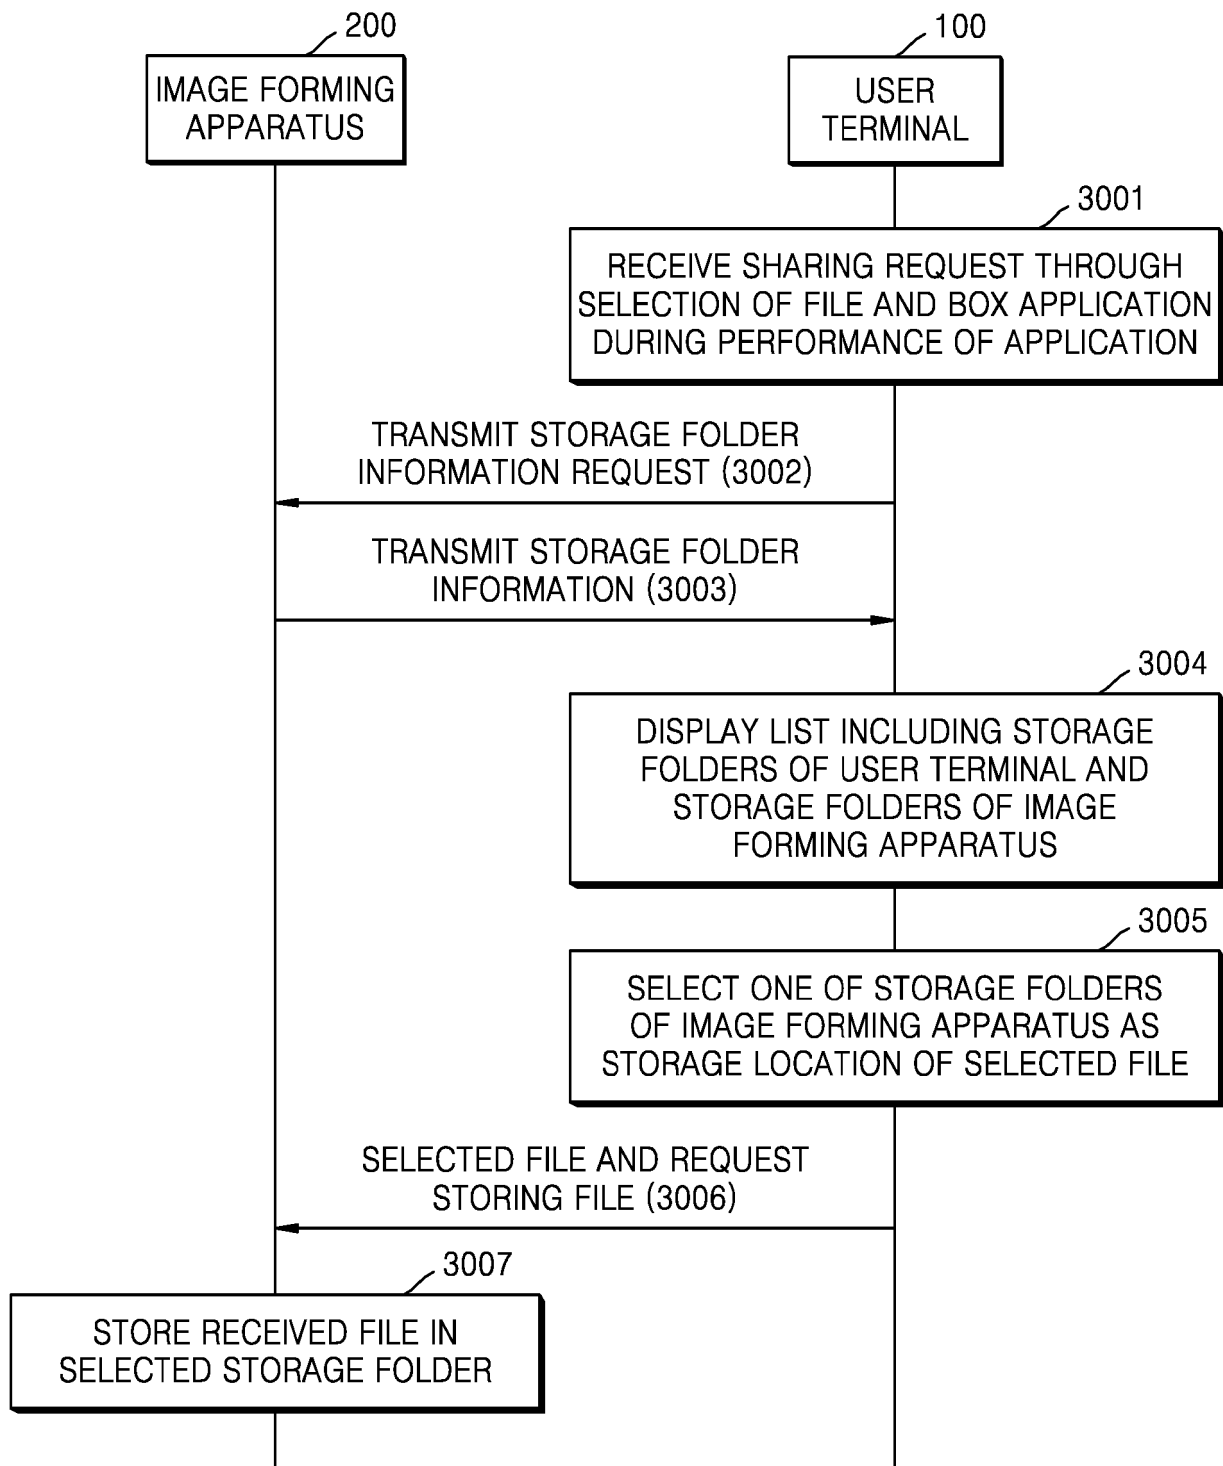 200
IMAGE FORMING
APPARATUS
100
USER
TERMINAL
3001
RECEIVE SHARING REQUEST THROUGH
SELECTION OF FILE AND BOX APPLICATION
DURING PERFORMANCE OF APPLICATION
TRANSMIT STORAGE FOLDER
INFORMATION REQUEST (3002)
TRANSMIT STORAGE FOLDER
INFORMATION (3003)
3004
DISPLAY LIST INCLUDING STORAGE
FOLDERS OF USER TERMINAL AND
STORAGE FOLDERS OF IMAGE
FORMING APPARATUS
3005
SELECT ONE OF STORAGE FOLDERS
OF IMAGE FORMING APPARATUS AS
STORAGE LOCATION OF SELECTED FILE
SELECTED FILE AND REQUEST
STORING FILE (3006)
3007
STORE RECEIVED FILE IN
SELECTED STORAGE FOLDER